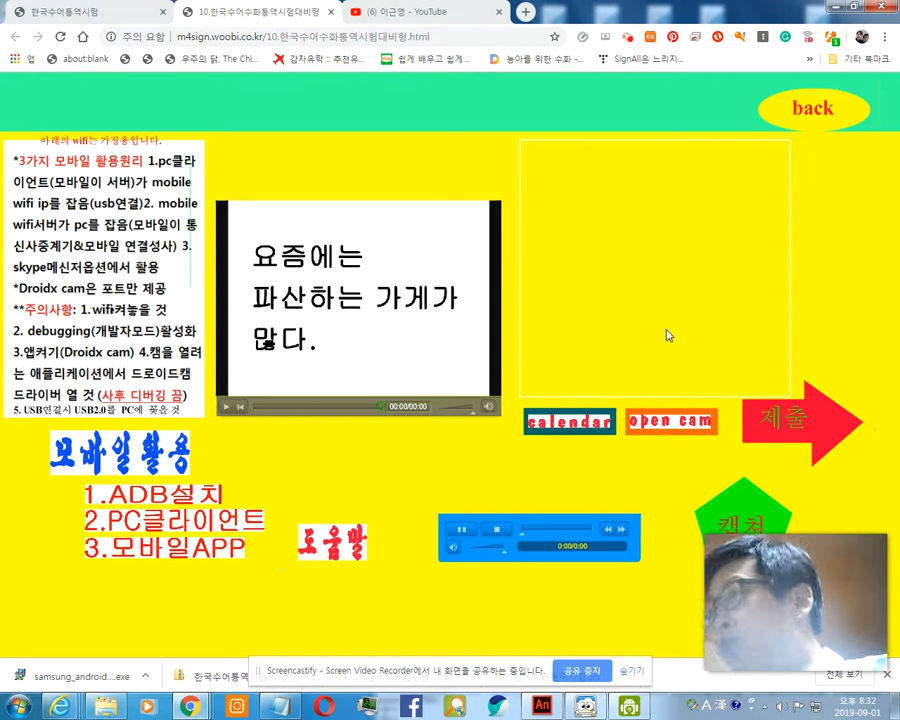 한국수어통역시험
10.한국수어수화통역시험대비형
(6) 이근영 - YouTube
주의 요함
m4sign.woobi.co.kr/10.한국수어수화통역시험대비형.html
앱
about:blank
우주의 닭, The Chi...
감자유학 :: 추천유...
쉽게 배우고 쉽게...
농아를 위한 수화 -...
SignAll은 느리지...
»
기타 북마크
back
아래의 wifi는 가정용입니다.
*3가지 모바일 활용원리 1.pc클라
이언트(모바일이 서버)가 mobile
wifi ip를 잡음(usb연결)2. mobile
wifi서버가 pc를 잡음(모바일이 통
신사중계기&모바일 연결성사) 3.
skype메신저옵션에서 활용
*Droidx cam은 포트만 제공
**주의사항: 1. wifi켜놓을 것
2. debugging(개발자모드)활성화
3.앱켜기(Droidx cam) 4.캠을 열려
는 애플리케이션에서 드로이드캠
드라이버 열 것 (사후 디버깅 끔)
5. USB연결시 USB2.0를 PC에 꽂을 것
요즘에는
파산하는 가게가
많다.
00:00/00:00
calendar
open cam
제출
모바일활용
1.ADB설치
2.PC클라이언트
3.모바일APP
도움말
0:00/0:00
캡처
samsung_android....exe
Screencastify - Screen Video Recorder에서 내 화면을 공유하는 중입니다.
공유 중지
숨기기
전체 보기
A 漢
오후 8:32
2019-09-01